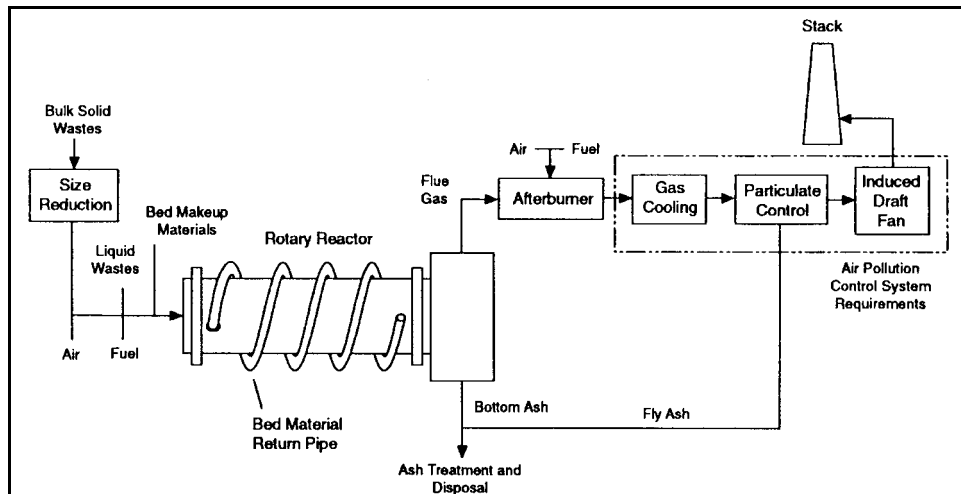 Stack
Bulk Solid
Wastes
Size
Reduction
Bed Makeup
Materials
Liquid
Wastes
Air
Fuel
Rotary Reactor
Bed Material
Return Pipe
Flue
Gas
Air
Fuel
Afterburner
Gas
Cooling
Particulate
Control
Induced
Draft
Fan
Air Pollution
Control System
Requirements
Bottom Ash
Fly Ash
Ash Treatment and
Disposal